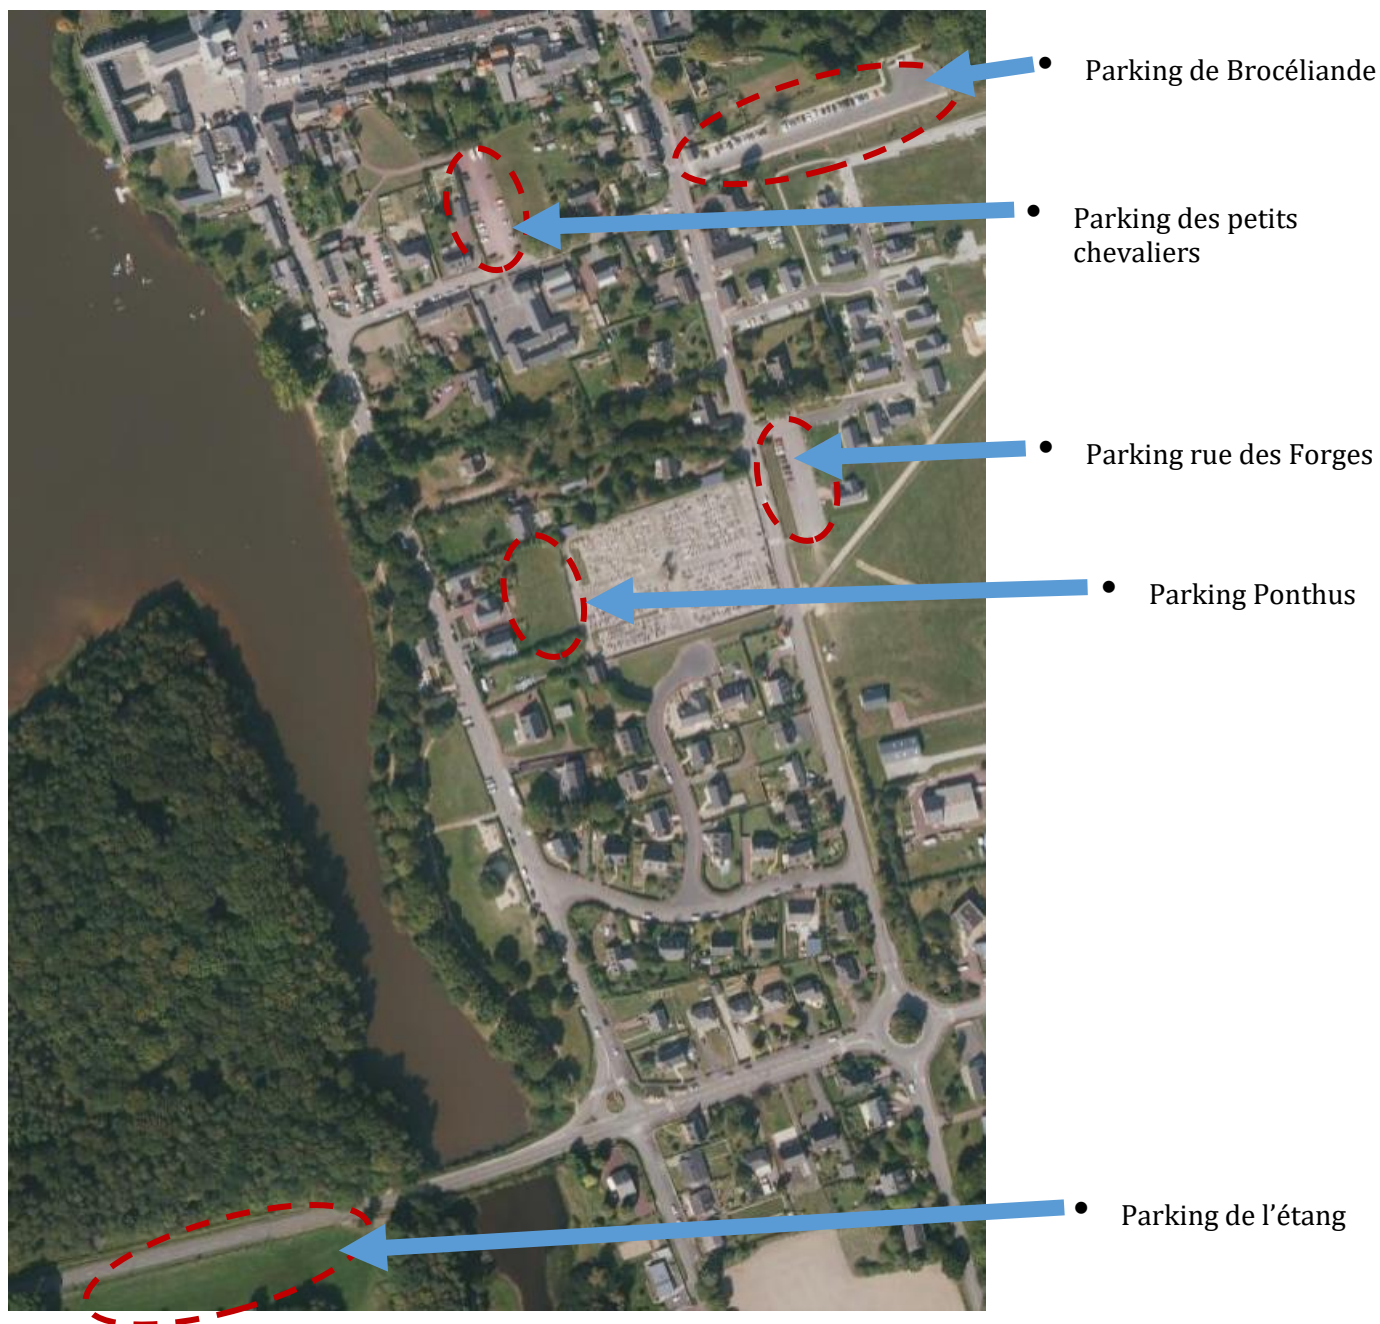 • Parking de Brocéliande
• Parking des petits
chevaliers
• Parking rue des Forges
• Parking Ponthus
• Parking de l’étang